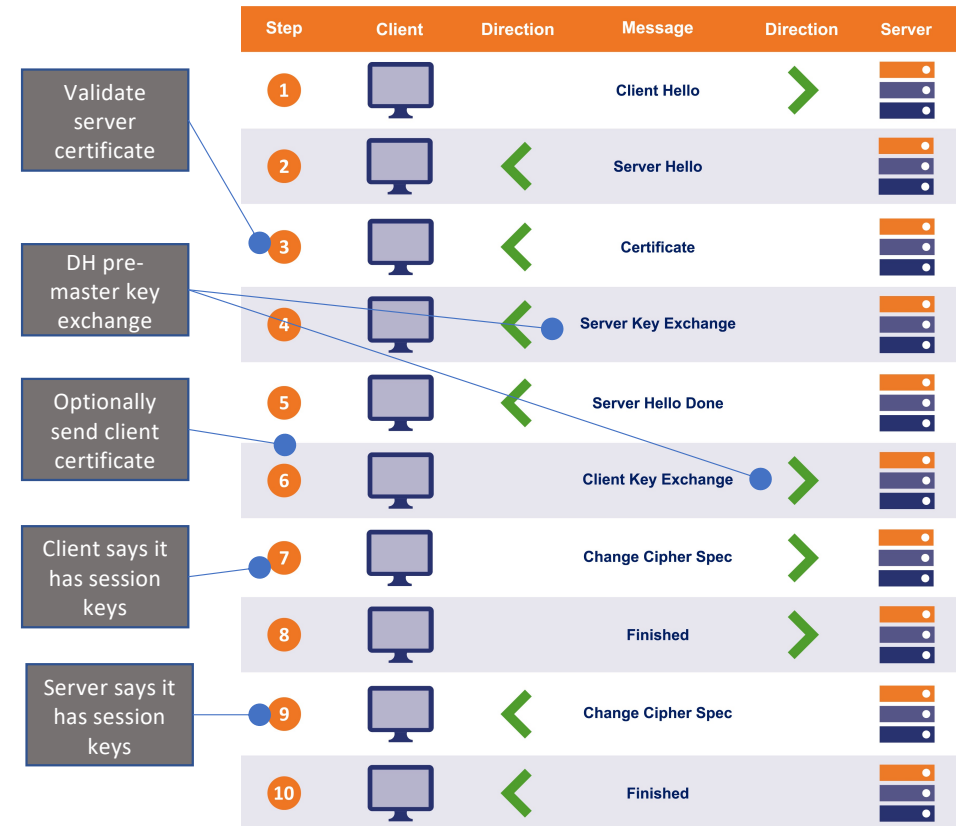 Step Client Direction Message Direction Server
Validate
server
certificate
1 Client Hello
2 Server Hello
3 Certificate
DH pre-
master key
exchange
4 Server Key Exchange
Optionally
send client
certificate
5 Server Hello Done
6 Client Key Exchange
Client says it
has session
keys
7 Change Cipher Spec
8 Finished
Server says it
has session
keys
9 Change Cipher Spec
10 Finished